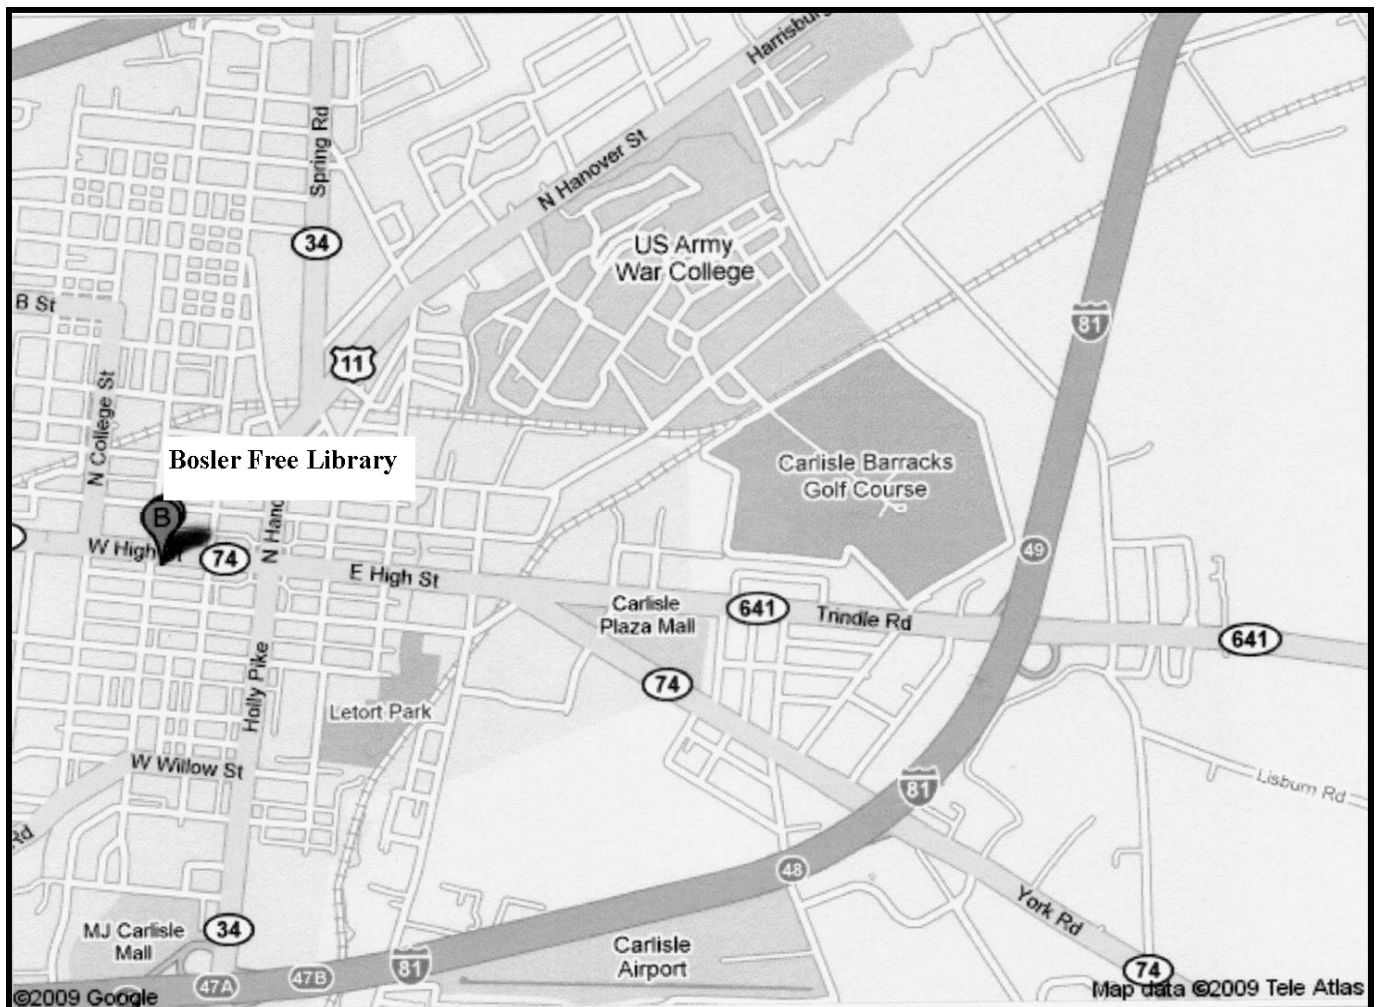 Harrisburg
Spring Rd
N Hanover St
34
US Army
War College
B St
81
11
N College St
Bosler Free Library
Carlisle Barracks
Golf Course
B
W High St
74
N Hano
49
E High St
Carlisle
Plaza Mall
641
Trindle Rd
641
Holly Pike
74
Letort Park
W Willow St
81
Lisburn Rd
Rd
48
York Rd
MJ Carlisle
Mall
34
Carlisle
Airport
81
74
47A
47B
©2009 Google
Map data ©2009 Tele Atlas